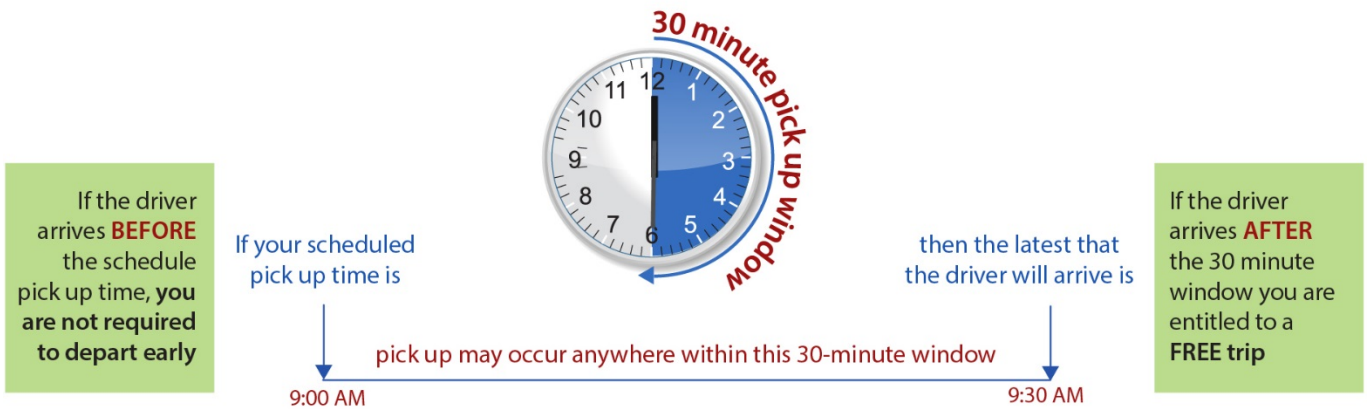 30 minute pick up window
12
1
2
3
4
5
6
7
8
9
10
11
If the driver
arrives BEFORE
the schedule
pick up time, you
are not required
to depart early
If your scheduled
pick up time is
then the latest that
the driver will arrive is
If the driver
arrives AFTER
the 30 minute
window you are
entitled to a
FREE trip
pick up may occur anywhere within this 30-minute window
9:00 AM
9:30 AM